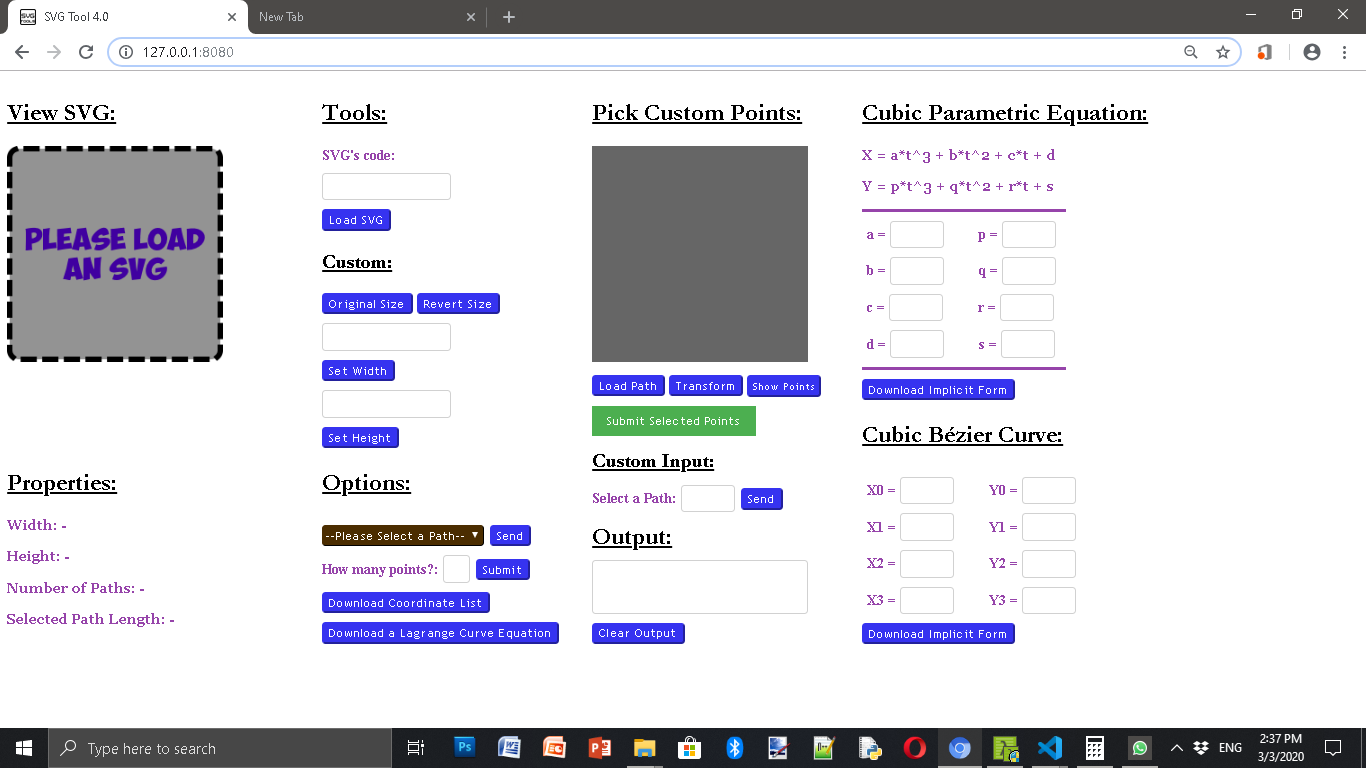 SVG Tool 4.0
New Tab
127.0.0.1:8080
View SVG:
PLEASE LOAD
AN SVG
Properties:
Width: -
Height: -
Number of Paths: -
Selected Path Length: -
Tools:
SVG's code:
Load SVG
Custom:
Original Size Revert Size
Set Width
Set Height
Options:
--Please Select a Path-- Send
How many points?: Submit
Download Coordinate List
Download a Lagrange Curve Equation
Pick Custom Points:
Load Path Transform Show Points
Submit Selected Points
Custom Input:
Select a Path: Send
Output:
Clear Output
Cubic Parametric Equation:
X = a*t^3 + b*t^2 + c*t + d
Y = p*t^3 + q*t^2 + r*t + s
a = p =
b = q =
c = r =
d = s =
Download Implicit Form
Cubic Bézier Curve:
X0 = Y0 =
X1 = Y1 =
X2 = Y2 =
X3 = Y3 =
Download Implicit Form
Type here to search
Ps
ENG
2:37 PM
3/3/2020